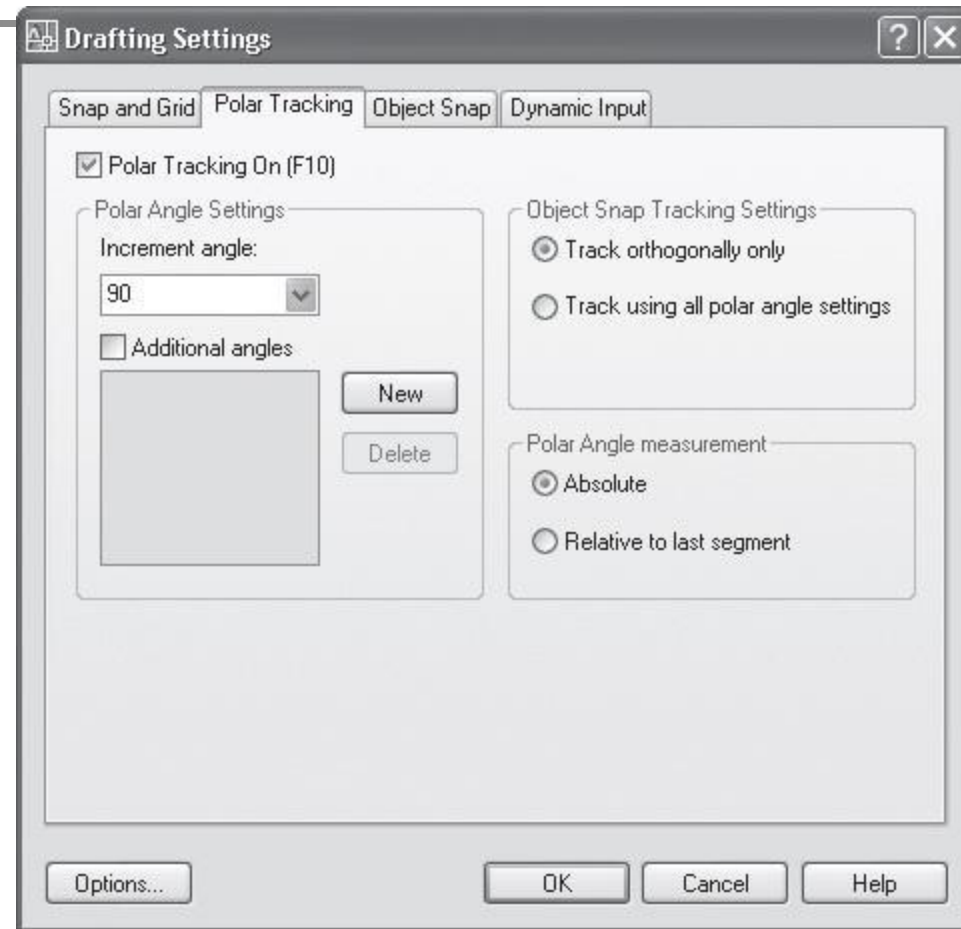 Drafting Settings
Snap and Grid
Polar Tracking
Object Snap
Dynamic Input
Polar Tracking On (F10)
Polar Angle Settings
Increment angle:
90
Additional angles
New
Delete
Object Snap Tracking Settings
Track orthogonally only
Track using all polar angle settings
Polar Angle measurement
Absolute
Relative to last segment
Options...
OK
Cancel
Help